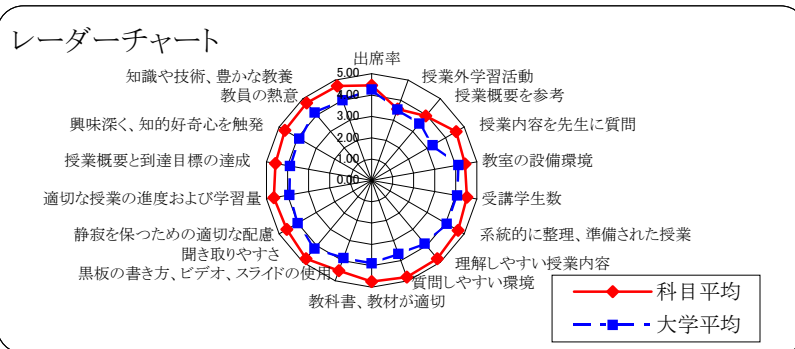 レーダーチャート
出席率
授業外学習活動
授業概要を参考
授業内容を先生に質問
教室の設備環境
受講学生数
系統的に整理、準備された授業
理解しやすい授業内容
質問しやすい環境
教科書、教材が適切
黒板の書き方、ビデオ、スライドの使用
聞き取りやすさ
静寂を保つための適切な配慮
適切な授業の進度および学習量
授業概要と到達目標の達成
興味深く、知的好奇心を触発
教員の熱意
知識や技術、豊かな教養
5.00
4.00
3.00
2.00
1.00
0.00
科目平均
大学平均